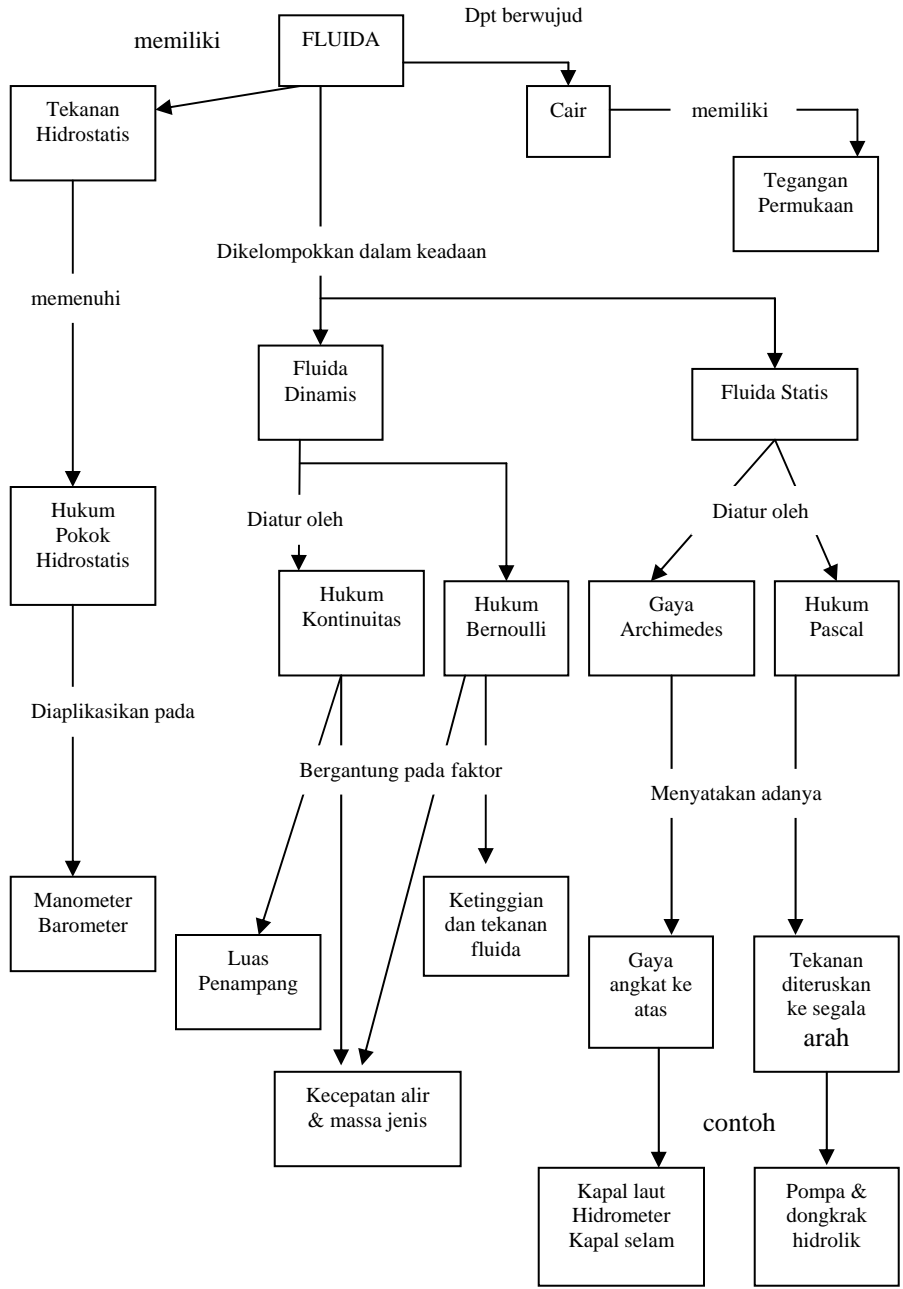 Dpt berwujud
memiliki
FLUIDA
Tekanan
Hidrostatis
Cair
memiliki
Tegangan
Permukaan
Dikelompokkan dalam keadaan
memenuhi
Fluida
Dinamis
Fluida Statis
Hukum
Pokok
Hidrostatis
Diatur oleh
Diatur oleh
Hukum
Kontinuitas
Hukum
Bernoulli
Gaya
Archimedes
Hukum
Pascal
Diaplikasikan pada
Bergantung pada faktor
Menyatakan adanya
Manometer
Barometer
Luas
Penampang
Ketinggian
dan tekanan
fluida
Gaya
angkat ke
atas
Tekanan
diteruskan
ke segala
arah
Kecepatan alir
& massa jenis
contoh
Kapal laut
Hidrometer
Kapal selam
Pompa &
dongkrak
hidrolik